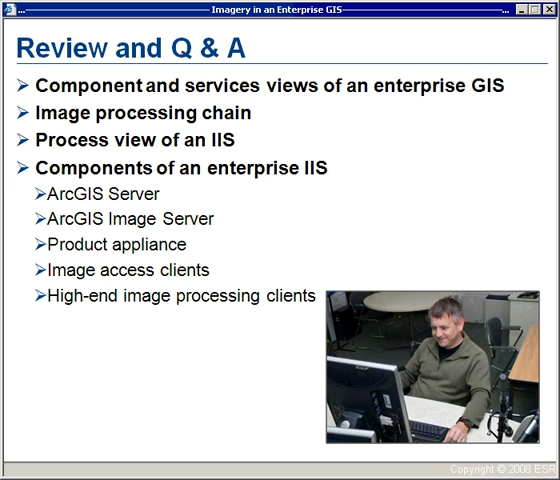 Imagery in an Enterprise GIS
Review and Q & A
Component and services views of an enterprise GIS
Image processing chain
Process view of an IIS
Components of an enterprise IIS
ArcGIS Server
ArcGIS Image Server
Product appliance
Image access clients
High-end image processing clients
Copyright © 2008 ESR